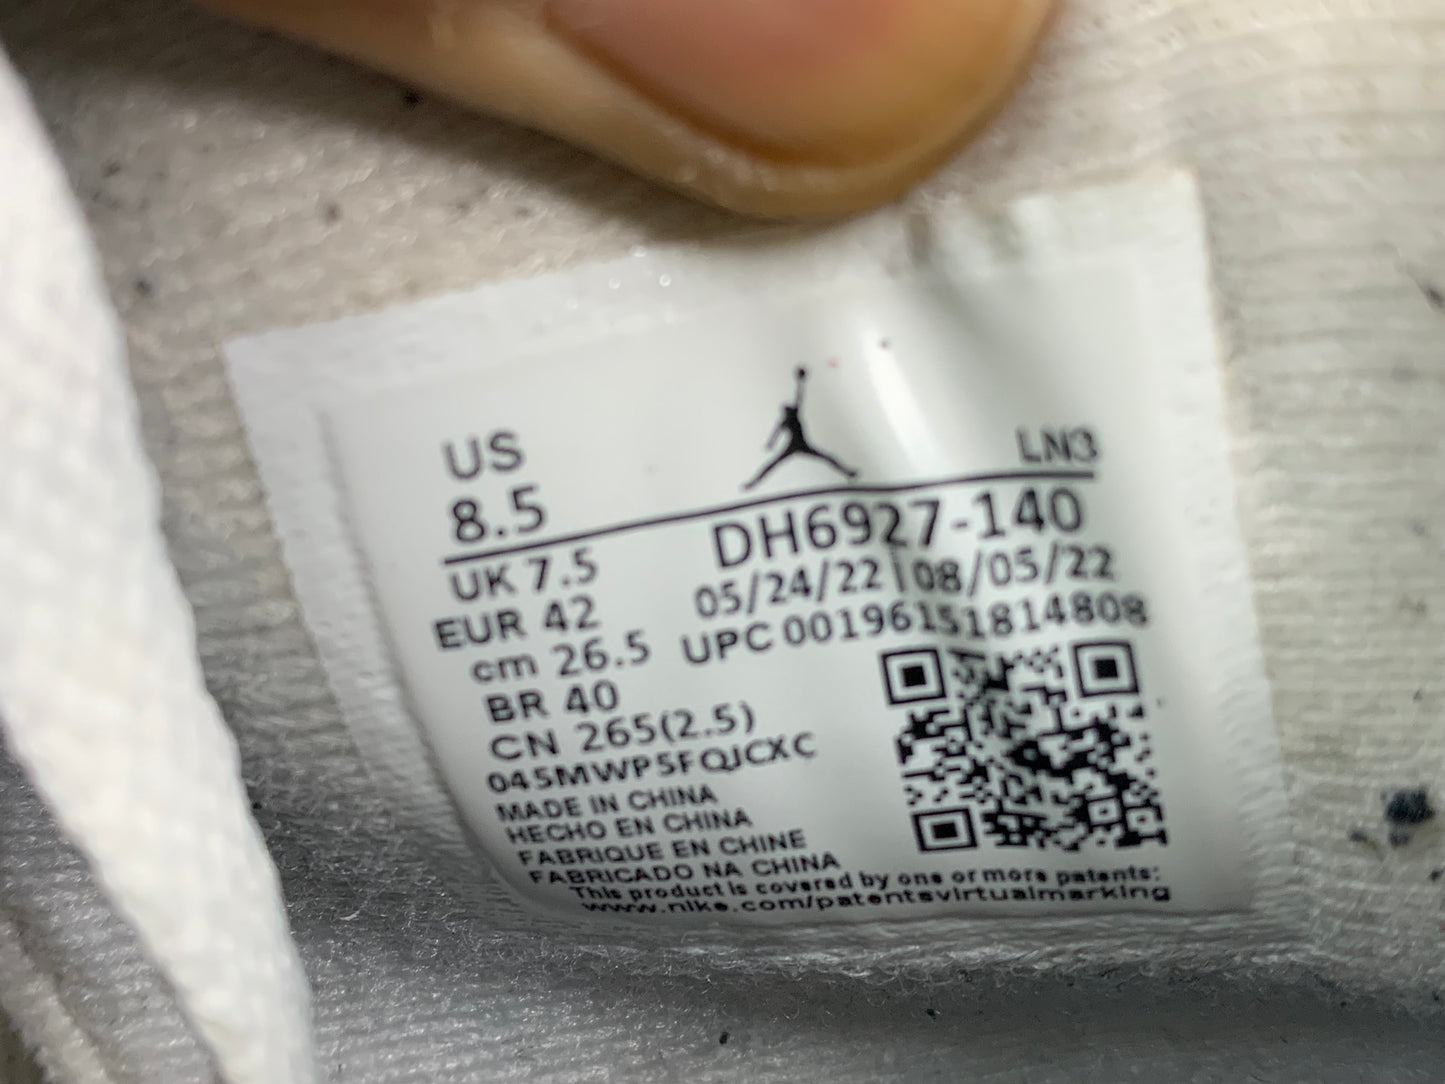 US
LN3
8.5
DH6927-140
UK 7.5
05/24/22 | 08/05/22
EUR 42
UPC 00196151814808
cm 26.5
BR 40
CN 265(2.5)
045MWP5FQJCXC
MADE IN CHINA
HECHO EN CHINA
FABRIQUE EN CHINE
FABRICADO NA CHINA
This product is covered by one or more patents:
www.nike.com/patentsvirtualmarking